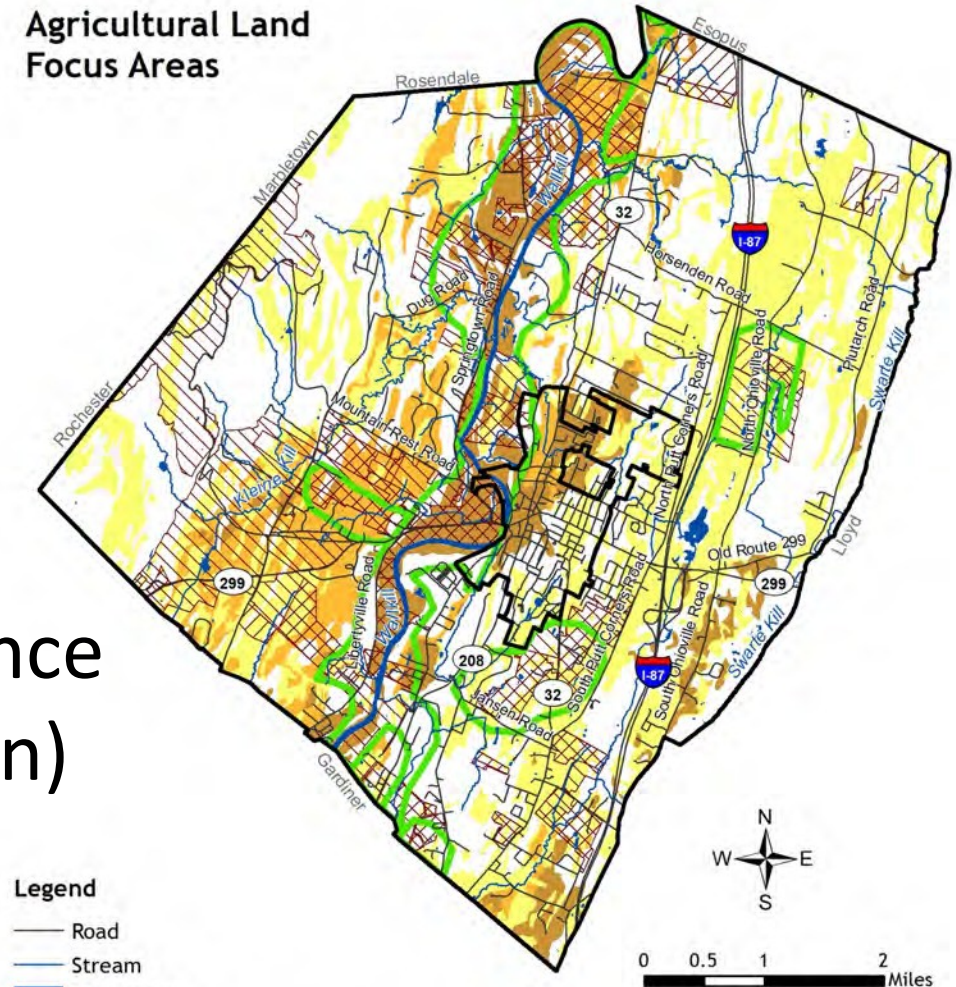 Agricultural Land
Focus Areas
Esopus
Rosendale
Marbletown
Wallkill
32
I-87
Horsenden Road
Dug Road
Springtown Road
Plutarch Road
Swarte Kill
North Ohioville Road
North Putt Corners Road
Rochester
Mountain Rest Road
Kleine Kill
Lloyd
Old Route 299
299
299
Libertyville Road
Wallkill
South Putt Corners Road
South Ohioville Road
Swarte Kill
208
I-87
32
Jansen Road
nce
n)
Gardiner
N
W E
S
Legend
Road
Stream
0 0.5 1 2
Miles